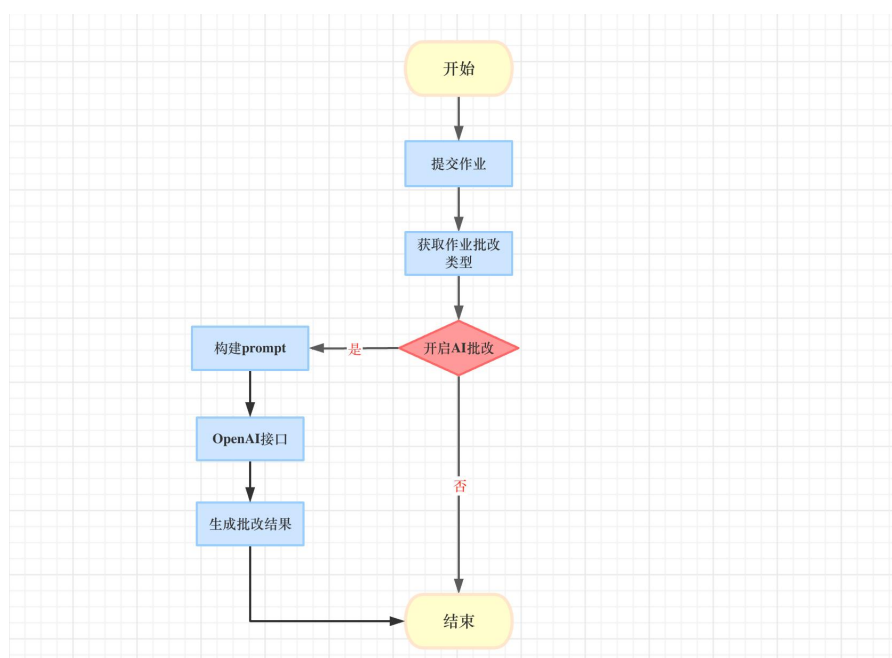 开始
提交作业
获取作业批改
类型
开启AI批改
是
构建prompt
OpenAI接口
生成批改结果
否
结束